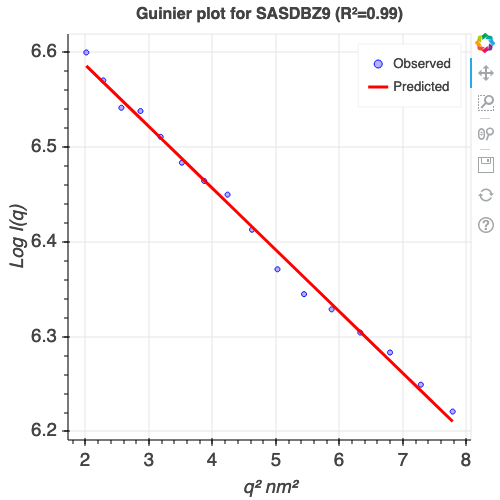 Guinier plot for SASDBZ9 (R²=0.99)
Observed
Predicted
6.6
6.5
6.4
6.3
6.2
Log I(q)
2 3 4 5 6 7 8
q² nm²